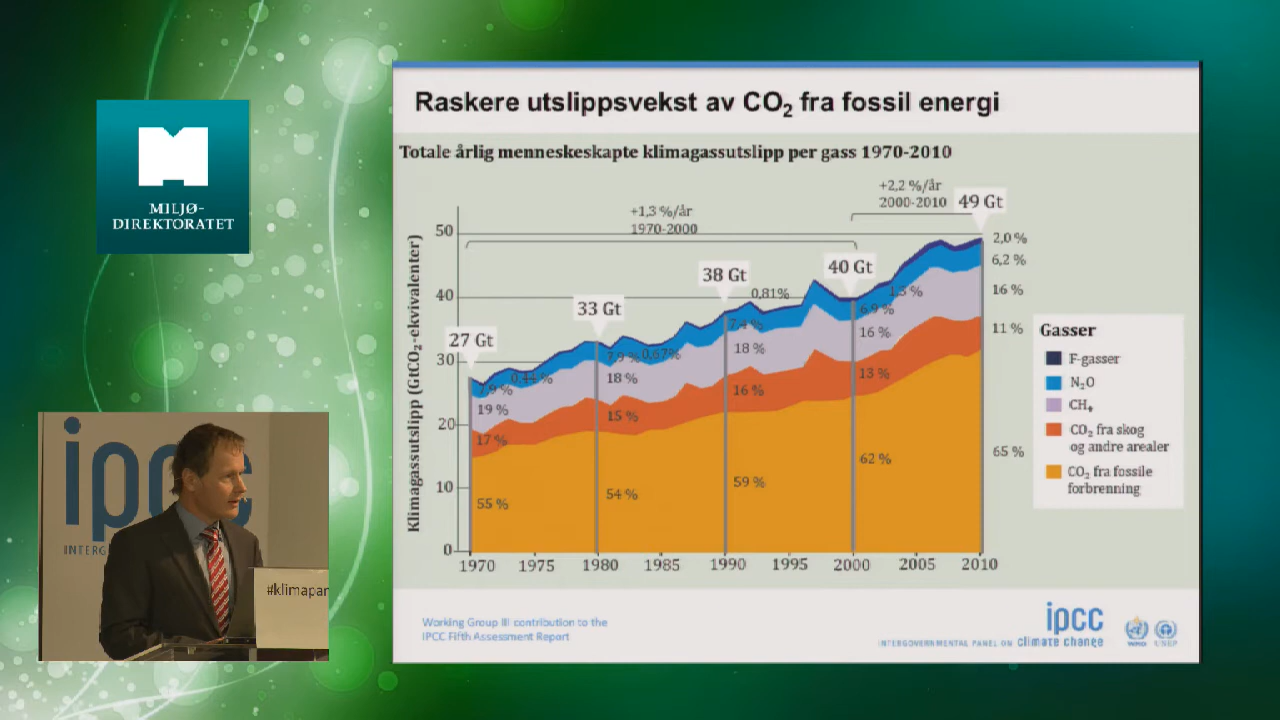 MILJØ-
DIREKTORATET
Raskere utslippsvekst av CO₂ fra fossil energi
Totale årlig menneskeskapte klimagassutslipp per gass 1970-2010
Klimagassutslipp (GtCO₂-ekvivalenter)
+1,3 %/år
1970-2000
+2,2 %/år
2000-2010
27 Gt
33 Gt
38 Gt
40 Gt
49 Gt
50
40
30
20
10
0
7,9 %
0,44 %
19 %
17 %
55 %
7,9 %
0,67%
18 %
15 %
54 %
0,81%
7,4 %
18 %
16 %
59 %
1,3 %
6,9 %
16 %
13 %
62 %
2,0 %
6,2 %
16 %
11 %
65 %
1970 1975 1980 1985 1990 1995 2000 2005 2010
Gasser
F-gasser
N₂O
CH₄
CO₂ fra skog
og andre arealer
CO₂ fra fossile
forbrenning
Working Group III contribution to the
IPCC Fifth Assessment Report
ipcc
INTERGOVERNMENTAL PANEL ON climate change
WMO
UNEP
ipcc
INTERG
#klimapan